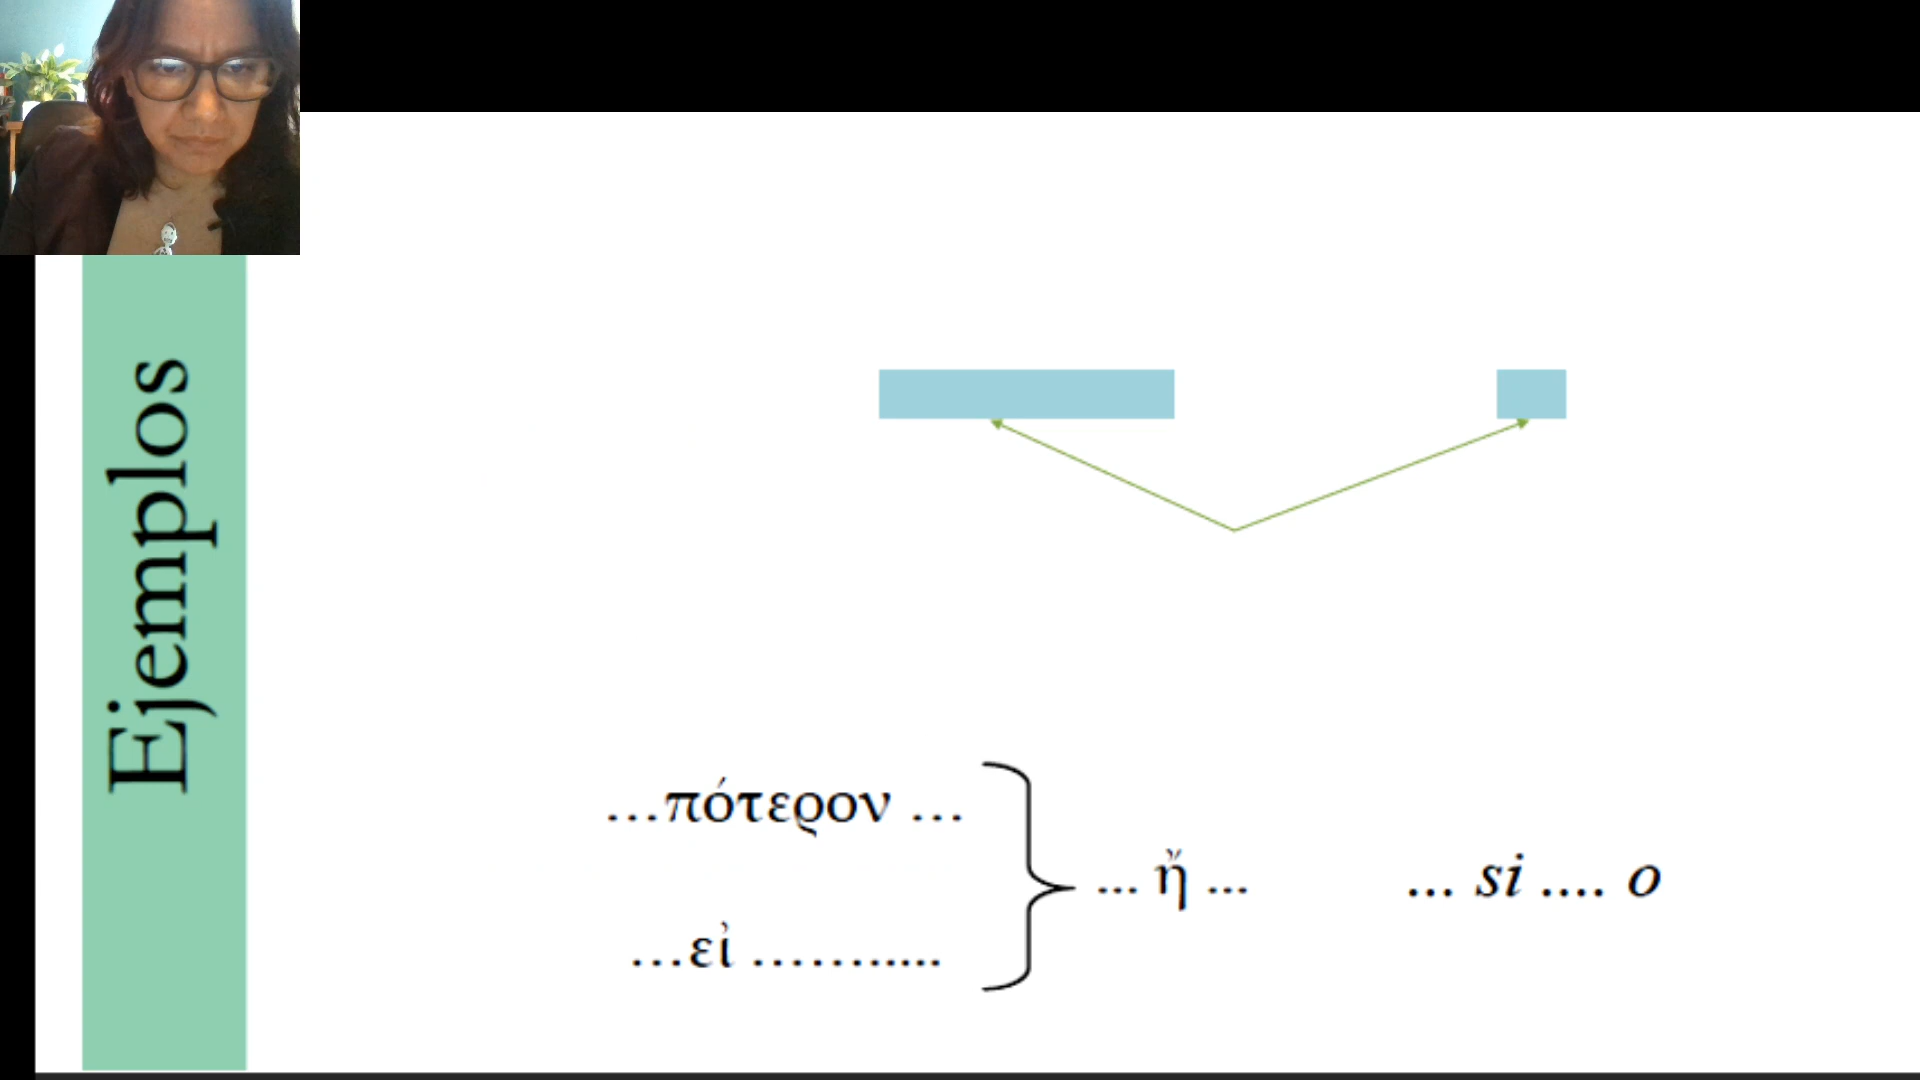 Ejemplos
…πότερον …
... ἤ ... ... si .... o
…εἰ …….....